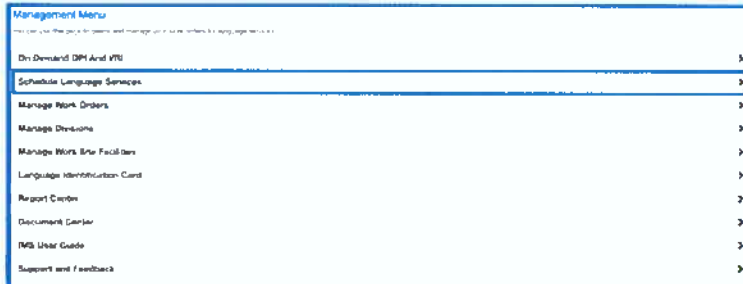 Management Menu
On Demand OPI And VRI
Schedule Language Services
Manage Work Orders
Manage Divisions
Manage Work Site Facilities
Language Identification Card
Report Center
Document Center
IMS User Guide
Support and Feedback